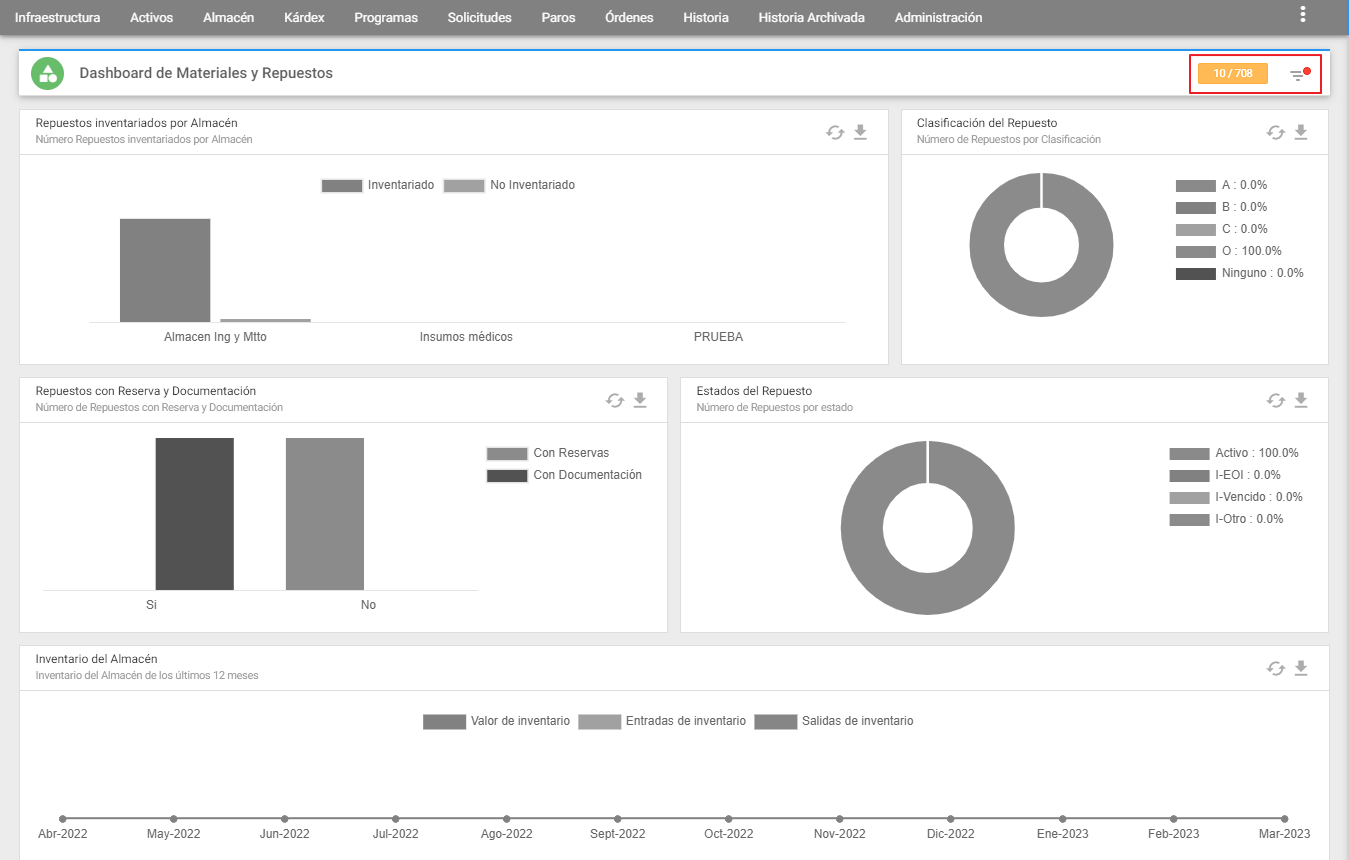 Infraestructura Activos Almacén Kárdex Programas Solicitudes Paros Órdenes Historia Historia Archivada Administración
Dashboard de Materiales y Repuestos
10 / 708
Repuestos inventariados por Almacén
Número Repuestos inventariados por Almacén
Inventariado No Inventariado
Almacen Ing y Mtto Insumos médicos PRUEBA
Clasificación del Repuesto
Número de Repuestos por Clasificación
A : 0.0%
B : 0.0%
C : 0.0%
O : 100.0%
Ninguno : 0.0%
Repuestos con Reserva y Documentación
Número de Repuestos con Reserva y Documentación
Con Reservas
Con Documentación
Si No
Estados del Repuesto
Número de Repuestos por estado
Activo : 100.0%
I-EOI : 0.0%
I-Vencido : 0.0%
I-Otro : 0.0%
Inventario del Almacén
Inventario del Almacén de los últimos 12 meses
Valor de inventario Entradas de inventario Salidas de inventario
Abr-2022 May-2022 Jun-2022 Jul-2022 Ago-2022 Sept-2022 Oct-2022 Nov-2022 Dic-2022 Ene-2023 Feb-2023 Mar-2023